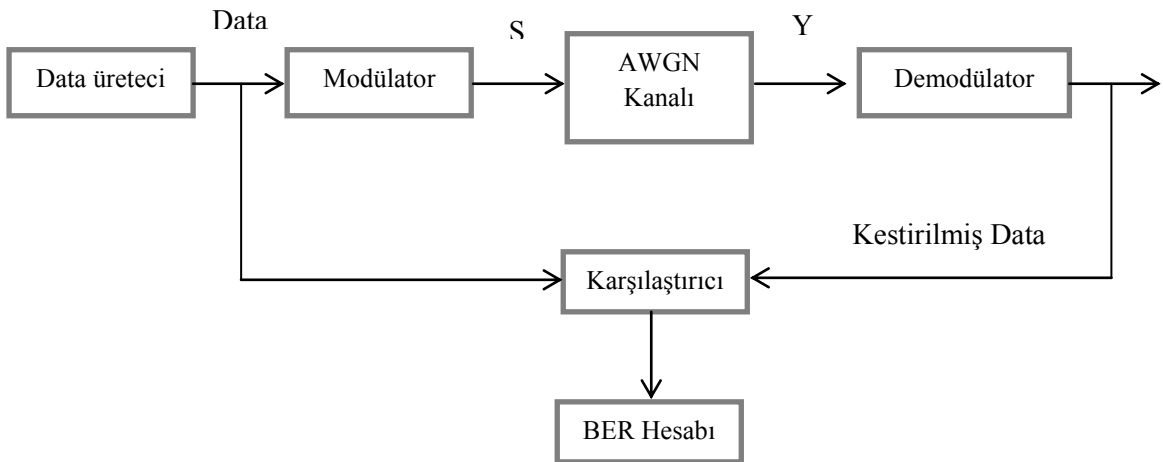 Data
S
Y
Data üreteci
Modülator
AWGN
Kanalı
Demodülator
Kestirilmiş Data
Karşılaştırıcı
BER Hesabı